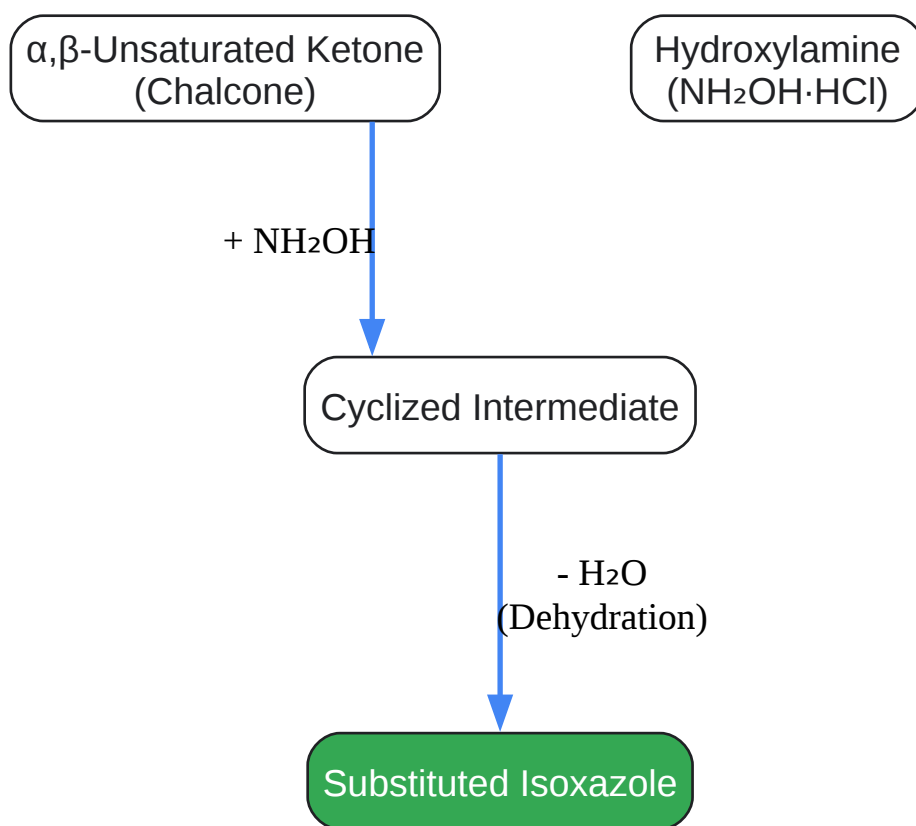 α,β-Unsaturated Ketone
(Chalcone)
Hydroxylamine
(NH₂OH·HCl)
+ NH₂OH
Cyclized Intermediate
- H₂O
(Dehydration)
Substituted Isoxazole